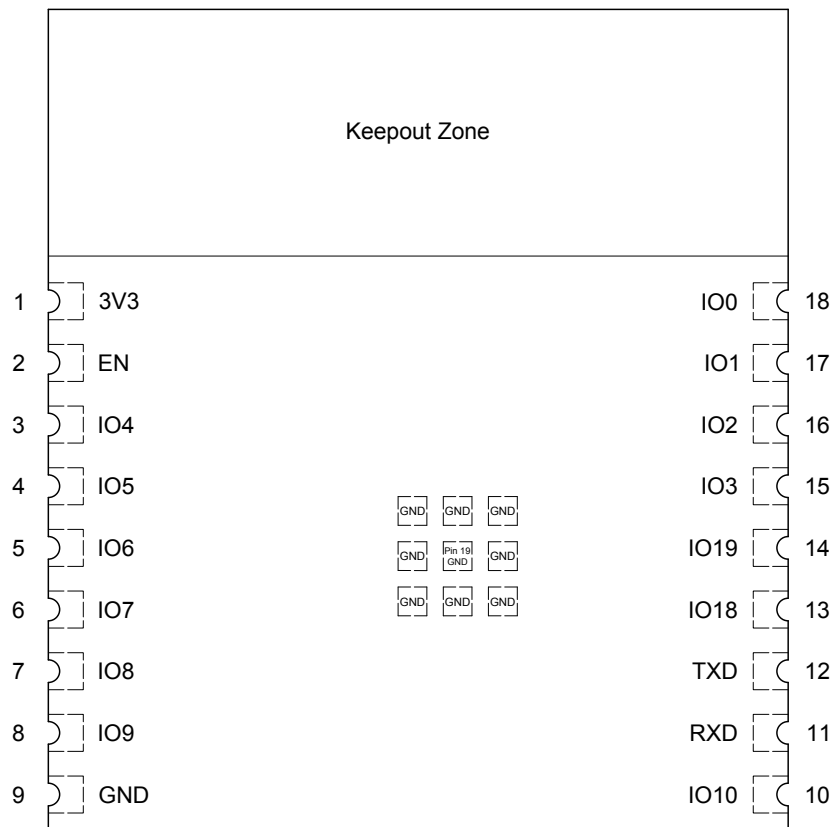 Keepout Zone
1 3V3 IO0 18
2 EN IO1 17
3 IO4 IO2 16
4 IO5 IO3 15
GND GND GND
5 IO6 IO19 14
GND Pin 19 GND GND
6 IO7 IO18 13
GND GND GND
7 IO8 TXD 12
8 IO9 RXD 11
9 GND IO10 10